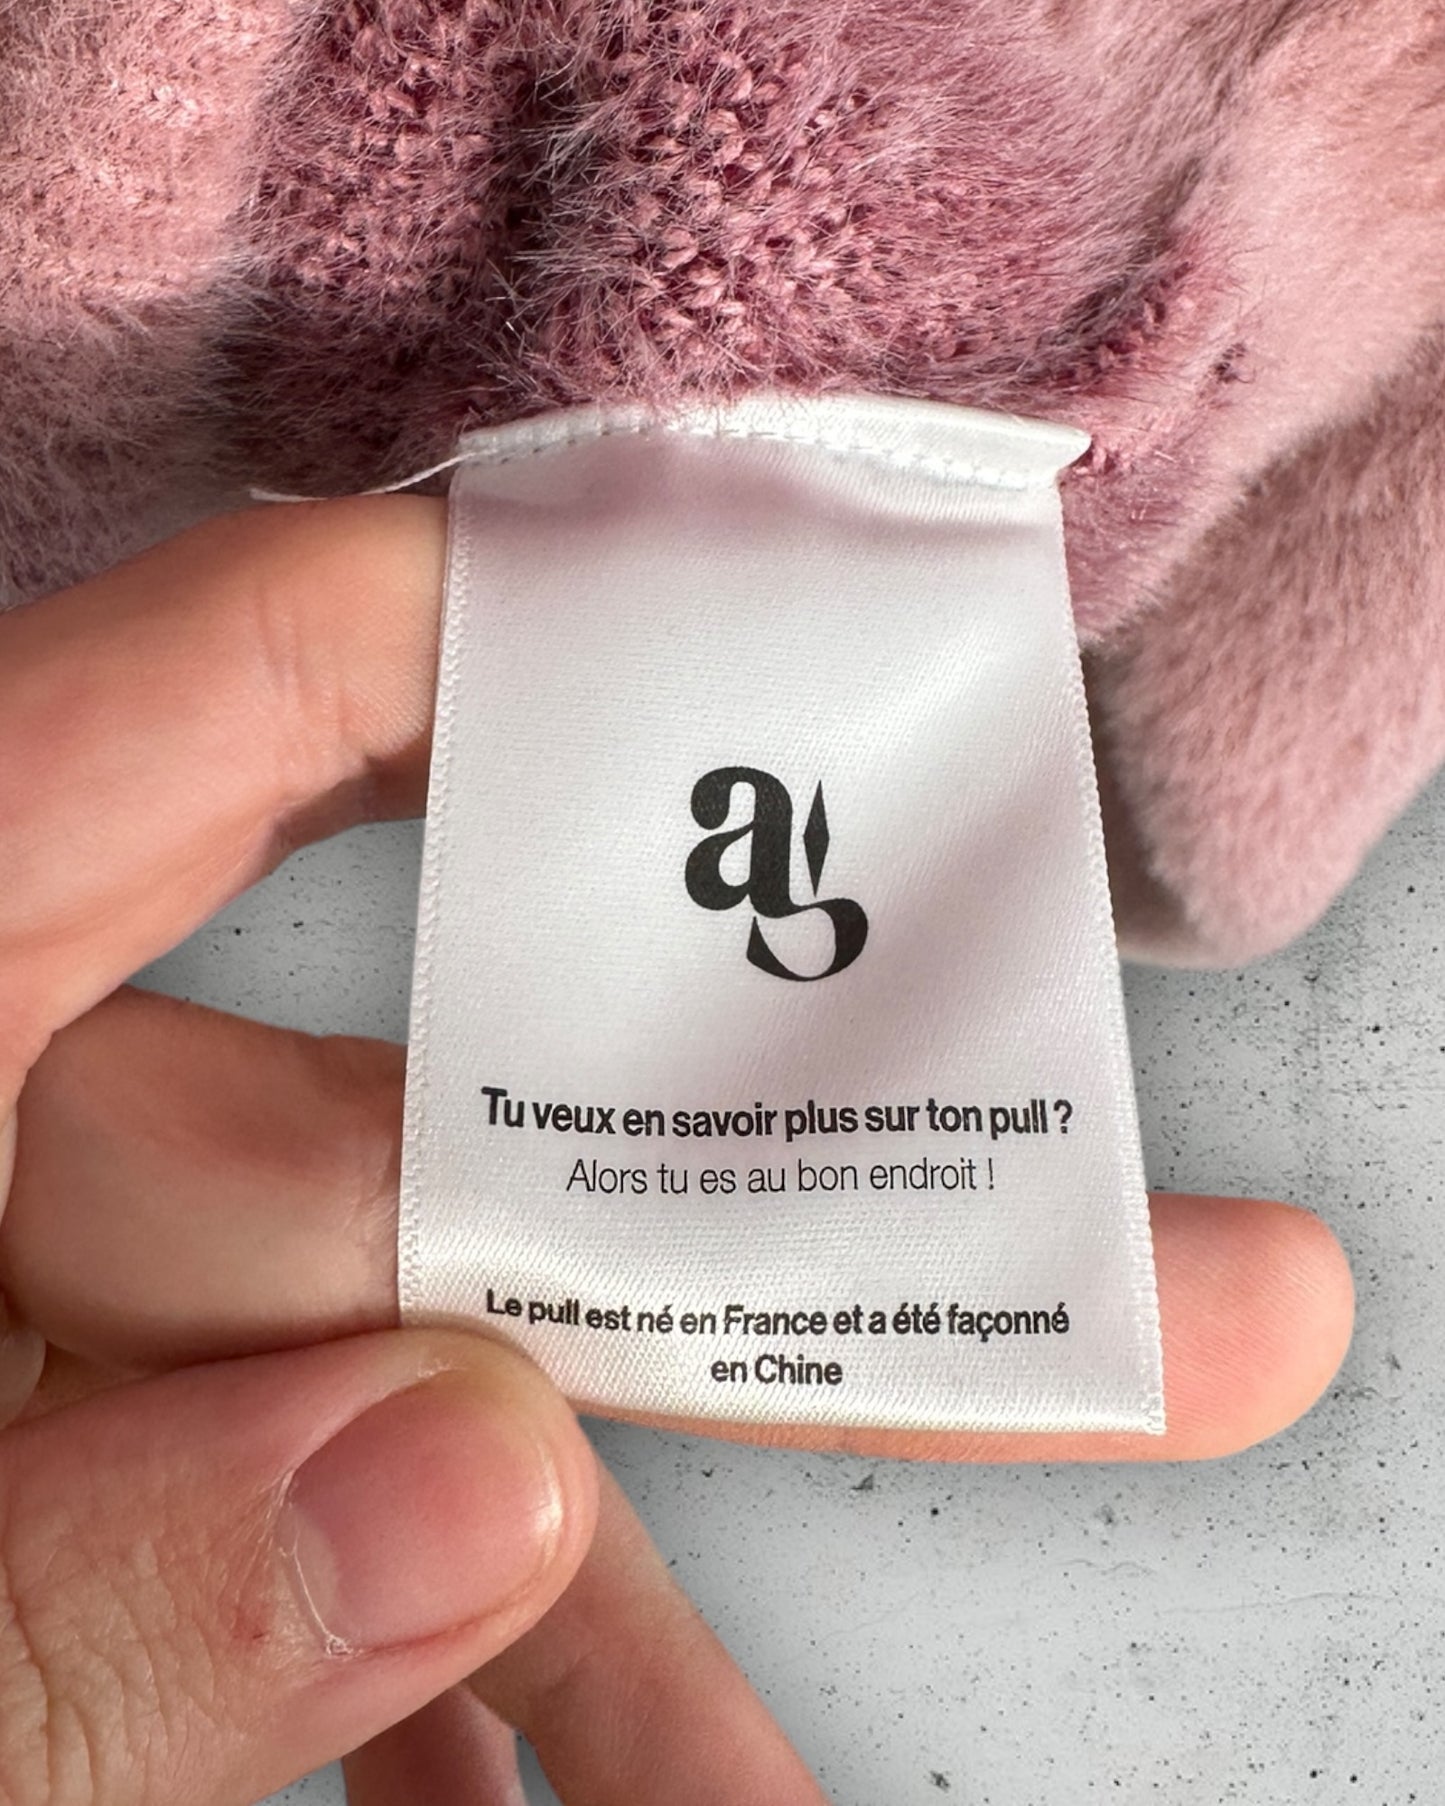 Tu veux en savoir plus sur ton pull ?
Alors tu es au bon endroit !
Le pull est né en France et a été façonné
en Chine